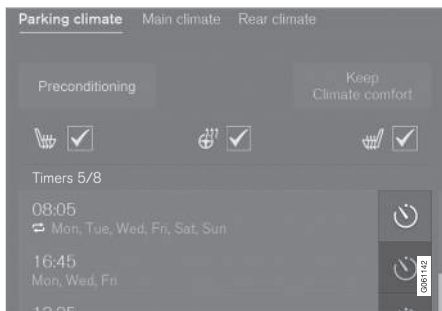 Parking climate Main climate Rear climate
Preconditioning
Keep
Climate comfort
Timers 5/8
08:05
Mon, Tue, Wed, Fri, Sat, Sun
16:45
Mon, Wed, Fri
G061142